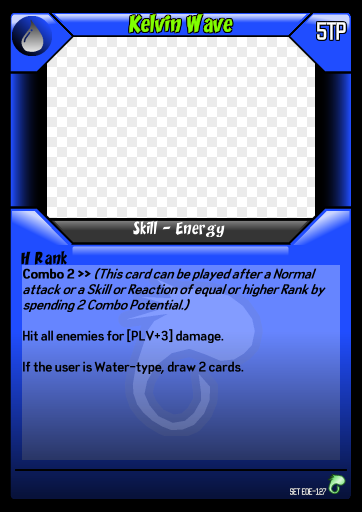 Kelvin Wave
5TP
Skill - Energy
H Rank
Combo 2 >> (This card can be played after a Normal
attack or a Skill or Reaction of equal or higher Rank by
spending 2 Combo Potential.)
Hit all enemies for [PLV+3] damage.
If the user is Water-type, draw 2 cards.
SET EOE-127